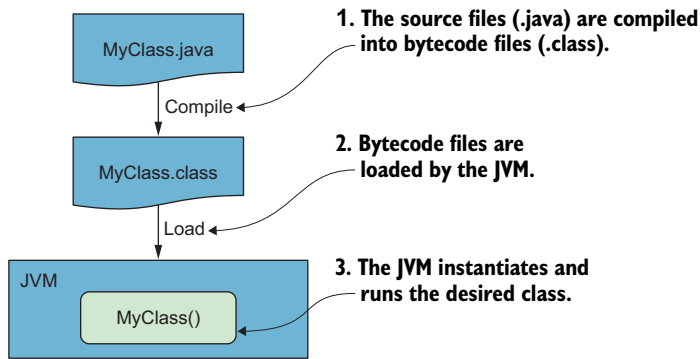 MyClass.java
1. The source files (.java) are compiled
into bytecode files (.class).
Compile
MyClass.class
2. Bytecode files are
loaded by the JVM.
Load
JVM
MyClass()
3. The JVM instantiates and
runs the desired class.